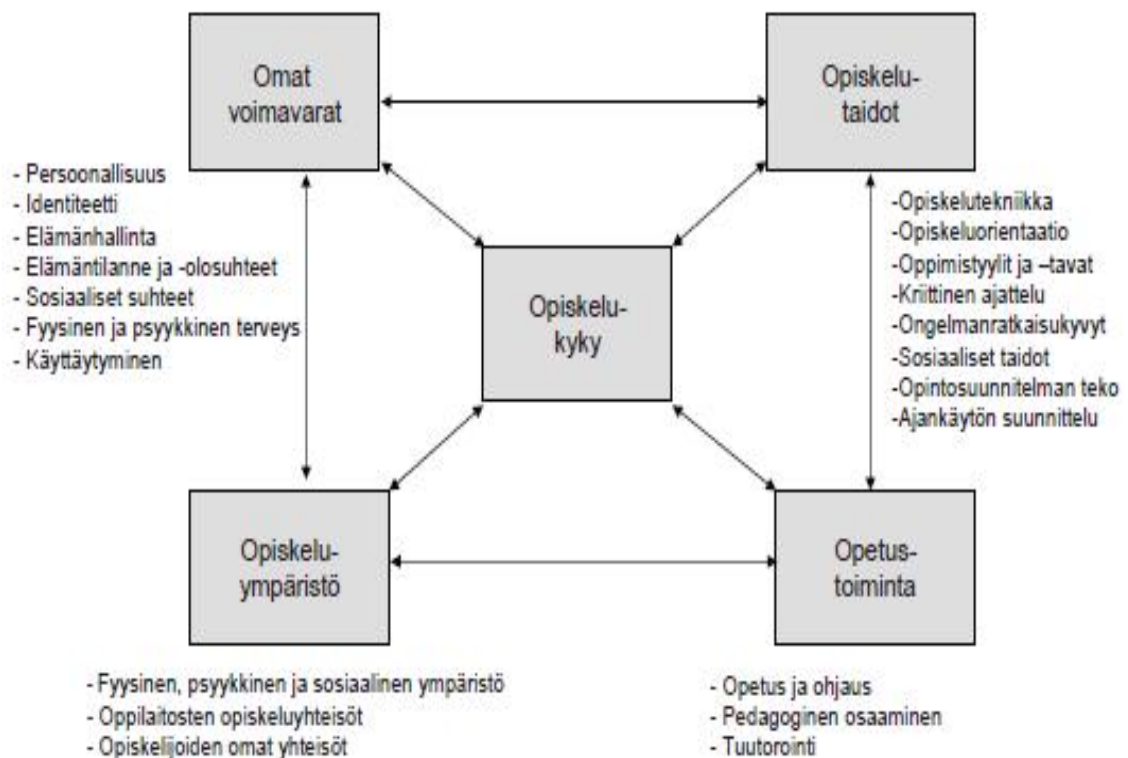 Omat
voimavarat
Opiskelu-
taidot
- Persoonallisuus
- Identiteetti
- Elämänhallinta
- Elämäntilanne ja -olosuhteet
- Sosiaaliset suhteet
- Fyysinen ja psyykkinen terveys
- Käyttäytyminen
Opiskelu-
kyky
-Opiskelutekniikka
-Opiskeluorientaatio
-Oppimistyylit ja –tavat
-Kriittinen ajattelu
-Ongelmanratkaisukyvyt
-Sosiaaliset taidot
-Opintosuunnitelman teko
-Ajankäytön suunnittelu
Opiskelu-
ympäristö
Opetus-
toiminta
- Fyysinen, psyykkinen ja sosiaalinen ympäristö
- Oppilaitosten opiskeluyhteisöt
- Opiskelijoiden omat yhteisöt
- Opetus ja ohjaus
- Pedagoginen osaaminen
- Tuutorointi